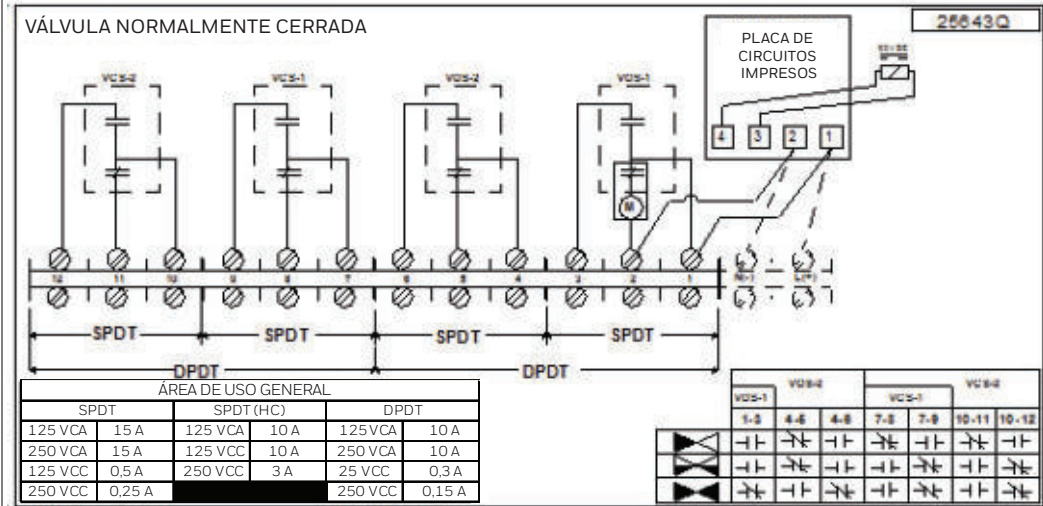 VÁLVULA NORMALMENTE CERRADA
25643Q
PLACA DE
CIRCUITOS
IMPRESOS
VCS-2 VCS-1 VOS-2 VOS-1
4 3 2 1
M
12 11 10 9 8 7 6 5 4 3 2 1 N(-) L(+)
SPDT SPDT SPDT SPDT
DPDT DPDT
ÁREA DE USO GENERAL
SPDT SPDT (HC) DPDT
125 VCA 15 A 125 VCA 10 A 125 VCA 10 A
250 VCA 15 A 125 VCC 10 A 250 VCA 10 A
125 VCC 0,5 A 250 VCC 3 A 25 VCC 0,3 A
250 VCC 0,25 A 250 VCC 0,15 A
VOS-2 VCS-2
VOS-1 VCS-1
1-3 4-5 4-6 7-8 7-9 10-11 10-12